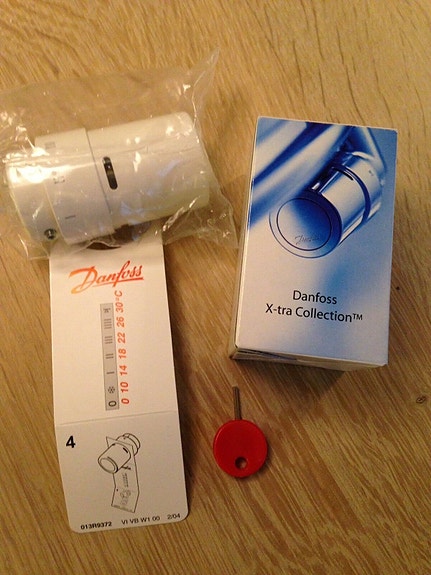 Danfoss
0 10 14 18 22 26 30°C
4
013R9372 VI VB W1 00 2/04
Danfoss
X-tra Collection™